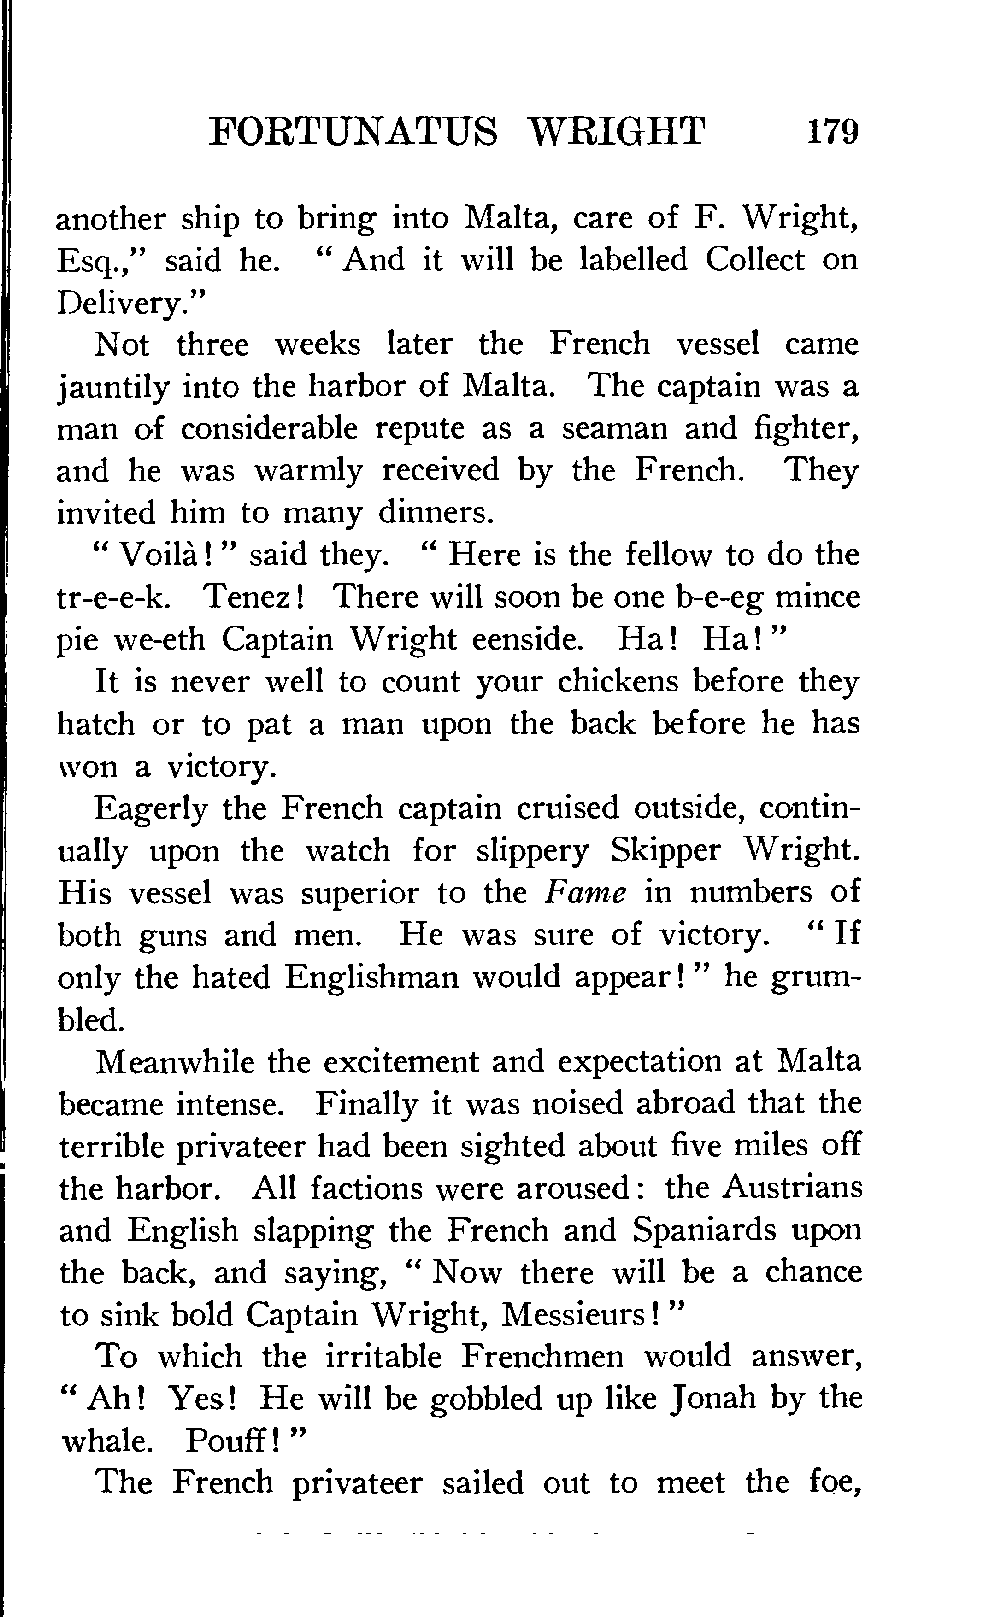 FORTUNATUS WRIGHT 179
another ship to bring into Malta, care of F. Wright,
Esq.,” said he. “ And it will be labelled Collect on
Delivery.”
Not three weeks later the French vessel came
jauntily into the harbor of Malta. The captain was a
man of considerable repute as a seaman and fighter,
and he was warmly received by the French. They
invited him to many dinners.
“ Voilà! ” said they. “ Here is the fellow to do the
tr-e-e-k. Tenez! There will soon be one b-e-eg mince
pie we-eth Captain Wright eenside. Ha! Ha! ”
It is never well to count your chickens before they
hatch or to pat a man upon the back before he has
won a victory.
Eagerly the French captain cruised outside, contin-
ually upon the watch for slippery Skipper Wright.
His vessel was superior to the Fame in numbers of
both guns and men. He was sure of victory. “ If
only the hated Englishman would appear! ” he grum-
bled.
Meanwhile the excitement and expectation at Malta
became intense. Finally it was noised abroad that the
terrible privateer had been sighted about five miles off
the harbor. All factions were aroused: the Austrians
and English slapping the French and Spaniards upon
the back, and saying, “ Now there will be a chance
to sink bold Captain Wright, Messieurs! ”
To which the irritable Frenchmen would answer,
“ Ah! Yes! He will be gobbled up like Jonah by the
whale. Pouff! ”
The French privateer sailed out to meet the foe,